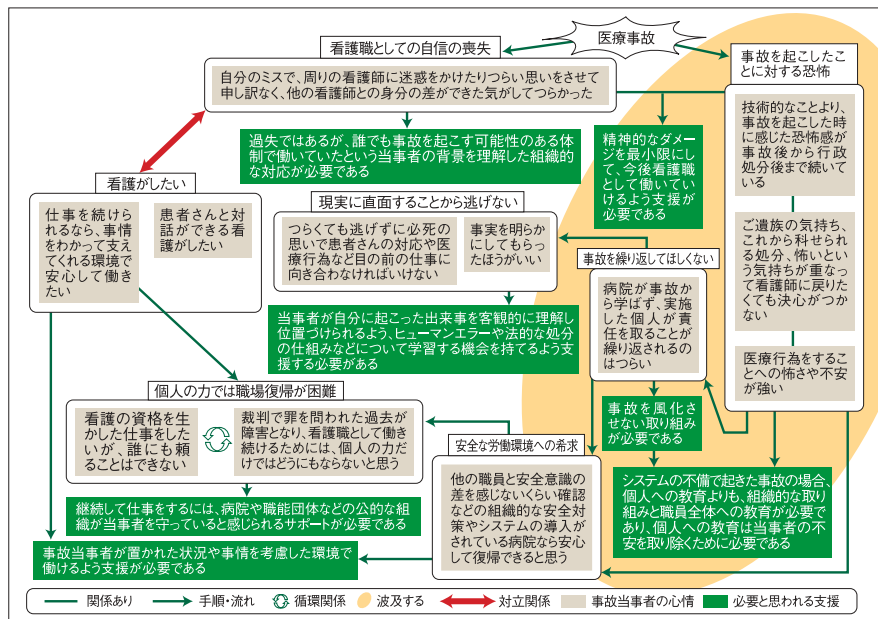 医療事故
看護職としての自信の喪失
自分のミスで、周りの看護師に迷惑をかけたりつらい思いをさせて
申し訳なく、他の看護師との身分の差ができた気がしてつらかった
事故を起こしたこ
とに対する恐怖
技術的なことより、
事故を起こした時
に感じた恐怖感が
事故後から行政
処分後まで続いて
いる
ご遺族の気持ち、
これから科せられ
る処分、怖いとい
う気持ちが重なっ
て看護師に戻りた
くても決心がつか
ない
医療行為をするこ
とへの怖さや不安
が強い
過失ではあるが、誰でも事故を起こす可能性のある体
制で働いていたという当事者の背景を理解した組織的
な対応が必要である
精神的なダメー
ジを最小限にし
て、今後看護職
として働いてい
けるよう支援が
必要である
看護がしたい
仕事を続けら
れるなら、事情
をわかって支え
てくれる環境で
安心して働き
たい
患者さんと対
話ができる看
護がしたい
現実に直面することから逃げない
つらくても逃げずに必死の
思いで患者さんの対応や医
療行為など目の前の仕事に
向き合わなければいけない
事実を明ら
かにしてもらっ
たほうがいい
事故を繰り返してほしくない
病院が事故か
ら学ばず、実施
した個人が責
任を取ることが
繰り返されるの
はつらい
当事者が自分に起こった出来事を客観的に理解し
位置づけられるよう、ヒューマンエラーや法的な処分
の仕組みなどについて学習する機会を持てるよう支
援する必要がある
個人の力では職場復帰が困難
看護の資格を生
かした仕事をした
いが、誰にも頼
ることはできない
裁判で罪を問われた過去が
障害となり、看護職として働き
続けるためには、個人の力だ
けではどうにもならないと思う
事故を風化さ
せない取り組み
が必要である
安全な労働環境への希求
他の職員と安全意識の
差を感じないくらい確認
などの組織的な安全対
策やシステムの導入が
されている病院なら安心
して復帰できると思う
システムの不備で起きた事故の場合、
個人への教育よりも、組織的な取り
組みと職員全体への教育が必要で
あり、個人への教育は当事者の不
安を取り除くために必要である
継続して仕事をするには、病院や職能団体などの公的な組
織が当事者を守っていると感じられるサポートが必要である
事故当事者が置かれた状況や事情を考慮した環境で
働けるよう支援が必要である
関係あり
手順・流れ
循環関係
波及する
対立関係
事故当事者の心情
必要と思われる支援